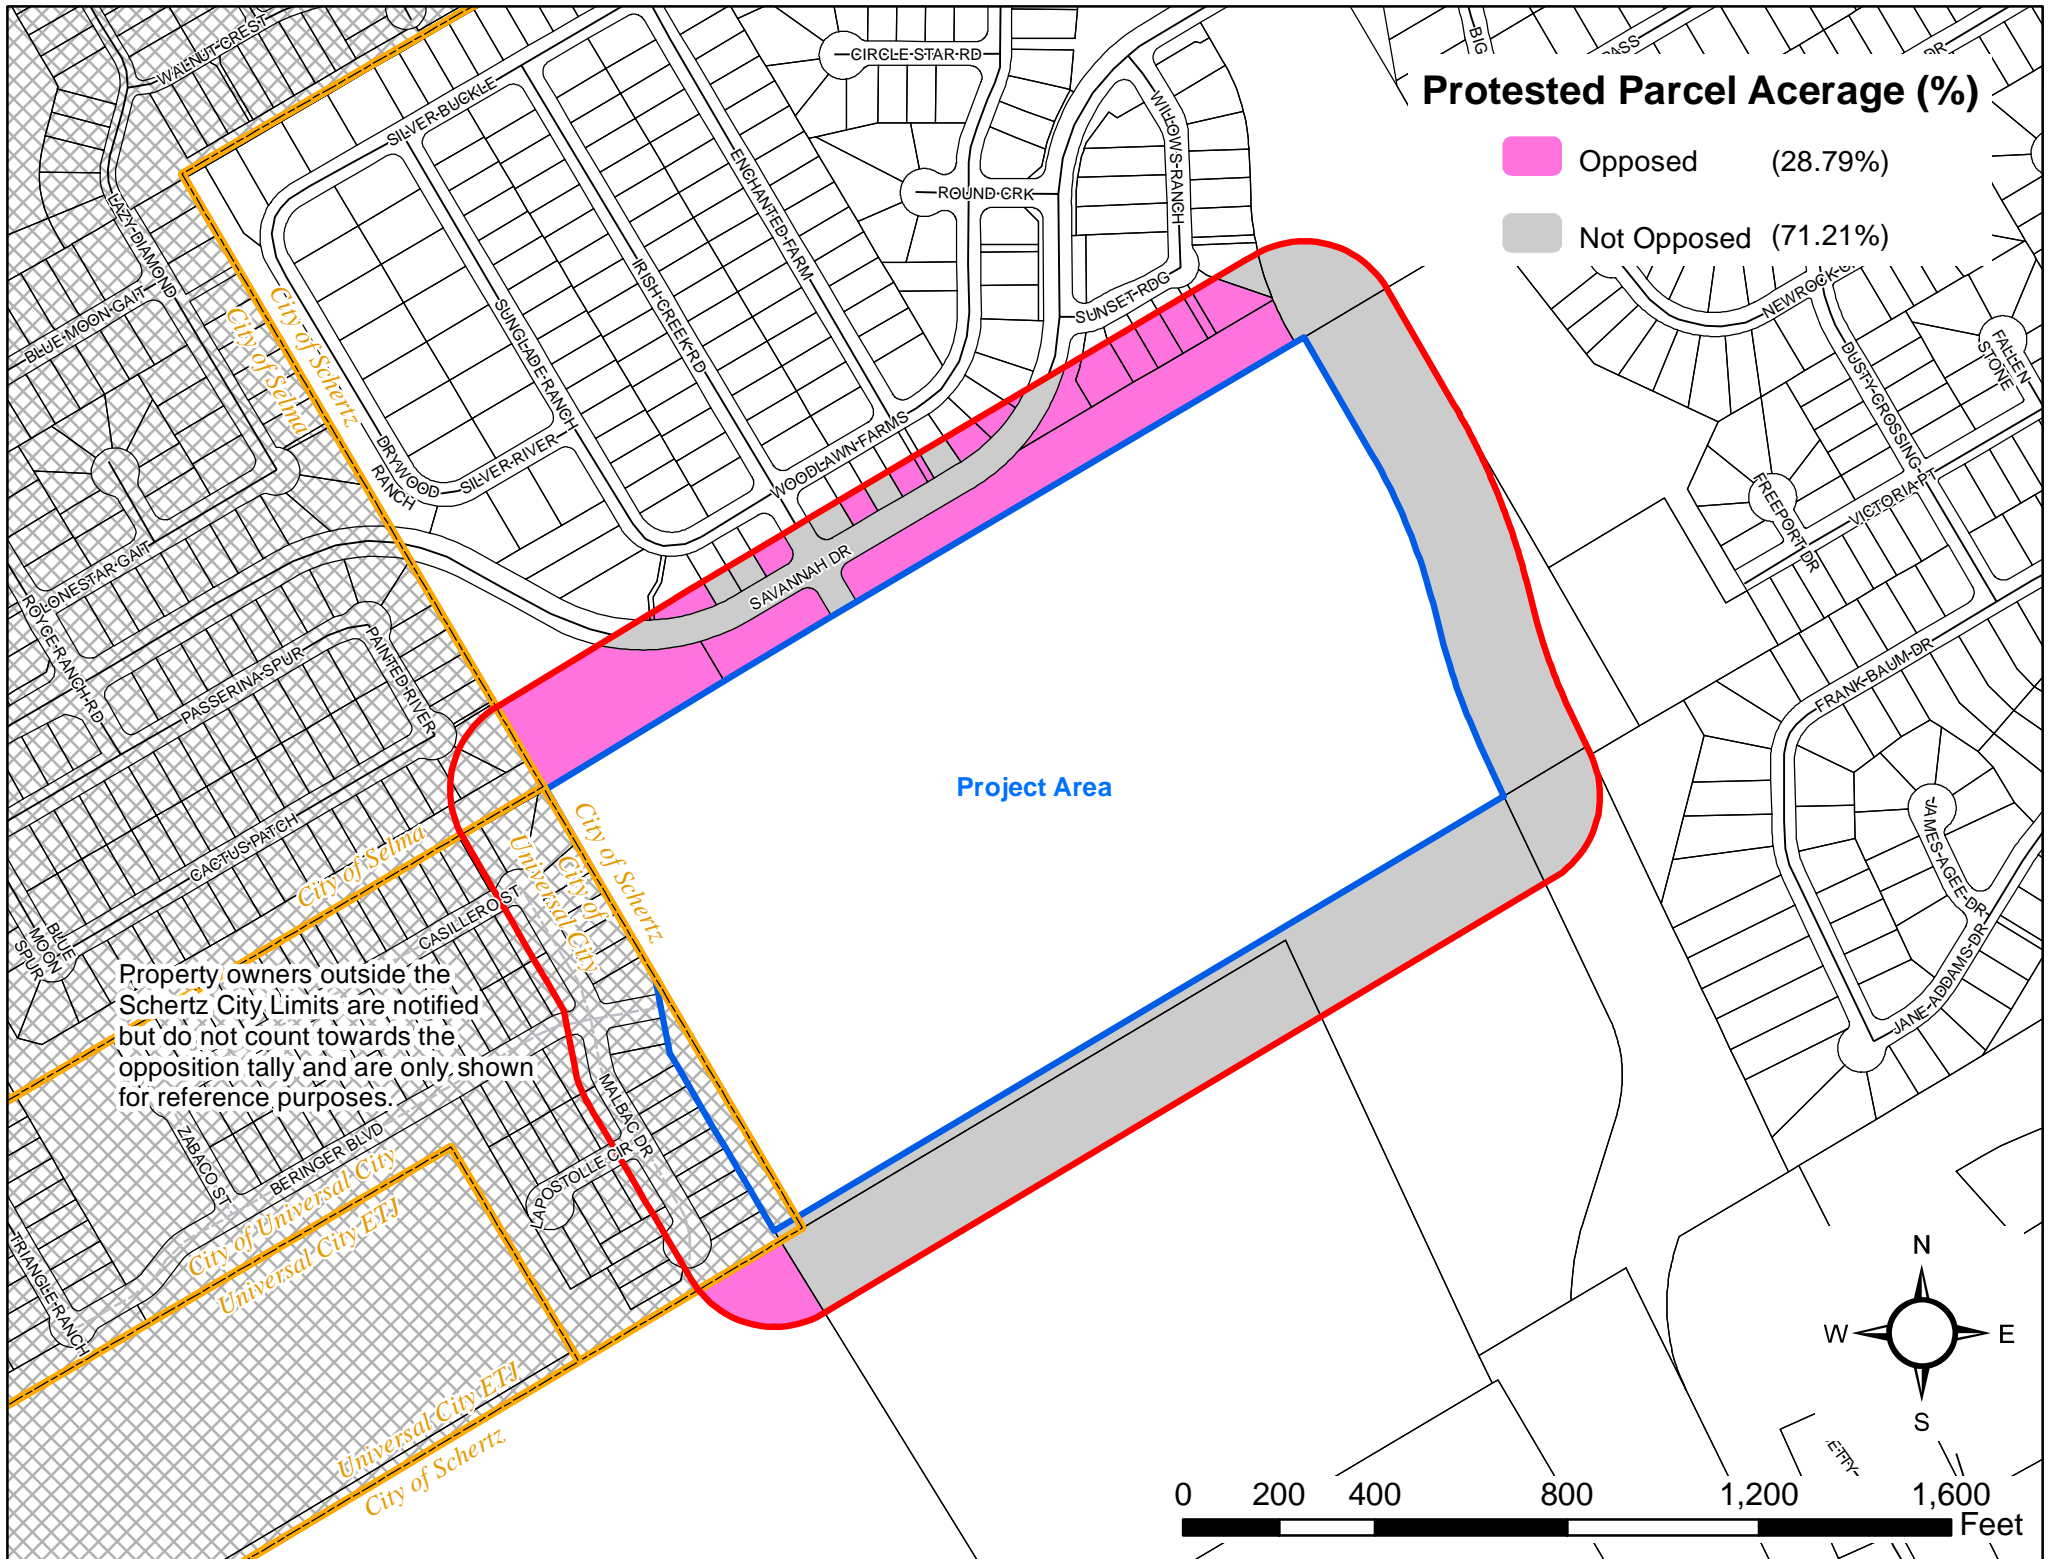 Protested Parcel Acerage (%)
Opposed (28.79%)
Not Opposed (71.21%)
WALNUT-CREST
CIRCLE-STAR-RD
BIG
PASS
DR
SILVER-BUCKLE
WILLOWS-RANCH
ENCHANTED-FARM
ROUND-CRK
LAZY-DIAMOND
City of Schertz
City of Selma
IRISH-CREEK-RD
SUNSET-RDG
NEWROCK
BLUE-MOON-GAIT
SUNGLADE-RANCH
DUSTY-CROSSING
FALLEN
STONE
DRYWOOD
RANCH
SILVER-RIVER
WOODLAWN-FARMS
FREEPORT-DR
VICTORIA-PT
LONESTAR-GAIT
ROYCE-RANCH-RD
SAVANNAH DR
PASSERINA-SPUR
PAINTED-RIVER
FRANK-BAUM-DR
Project Area
CACTUS-PATCH
City of Selma
City of Schertz
City of
Universal City
JAMES-AGEE-DR
JANE-ADDAMS-DR
BLUE
MOON
SPUR
CASILLERO ST
Property owners outside the
Schertz City Limits are notified
but do not count towards the
opposition tally and are only shown
for reference purposes.
MALBAC DR
ZABACO ST
BERINGER BLVD
LAPOSTOLLE CIR
City of Universal City
Universal City ETJ
TRIANGLE-RANCH
Universal City ETJ
City of Schertz
N
W E
S
0 200 400 800 1,200 1,600
Feet